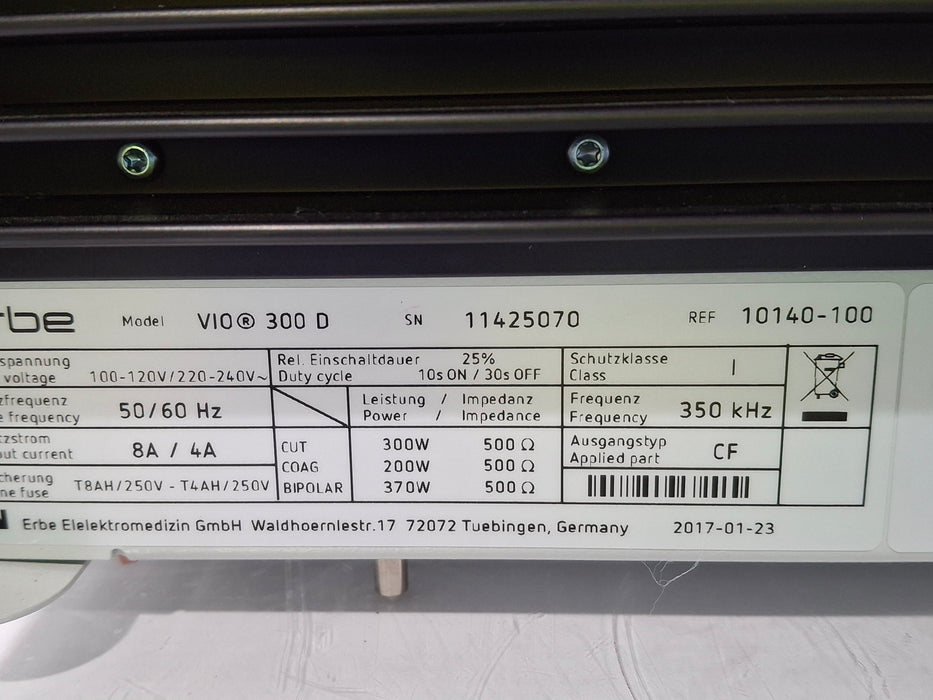 rbe Model VIO® 300 D SN 11425070 REF 10140-100
spannung
voltage 100-120V/220-240V~
Rel. Einschaltdauer 25%
Duty cycle 10s ON / 30s OFF
Schutzklasse
Class I
zfrequenz
e frequency 50/60 Hz
Leistung / Impedanz
Power / Impedance
Frequenz
Frequency 350 kHz
tzstrom
out current 8A / 4A
CUT 300W 500 Ω
COAG 200W 500 Ω
BIPOLAR 370W 500 Ω
Ausgangstyp
Applied part CF
cherung
ne fuse T8AH/250V - T4AH/250V
Erbe Elelektromedizin GmbH Waldhoernlestr.17 72072 Tuebingen, Germany 2017-01-23